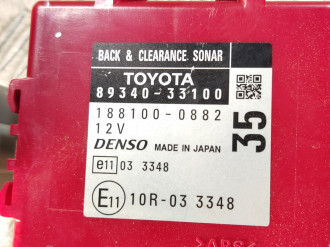 BACK & CLEARANCE SONAR
TOYOTA
89340-33100
188100-0882
12V
DENSO MADE IN JAPAN
35
e11 03 3348
E11 10R-03 3348